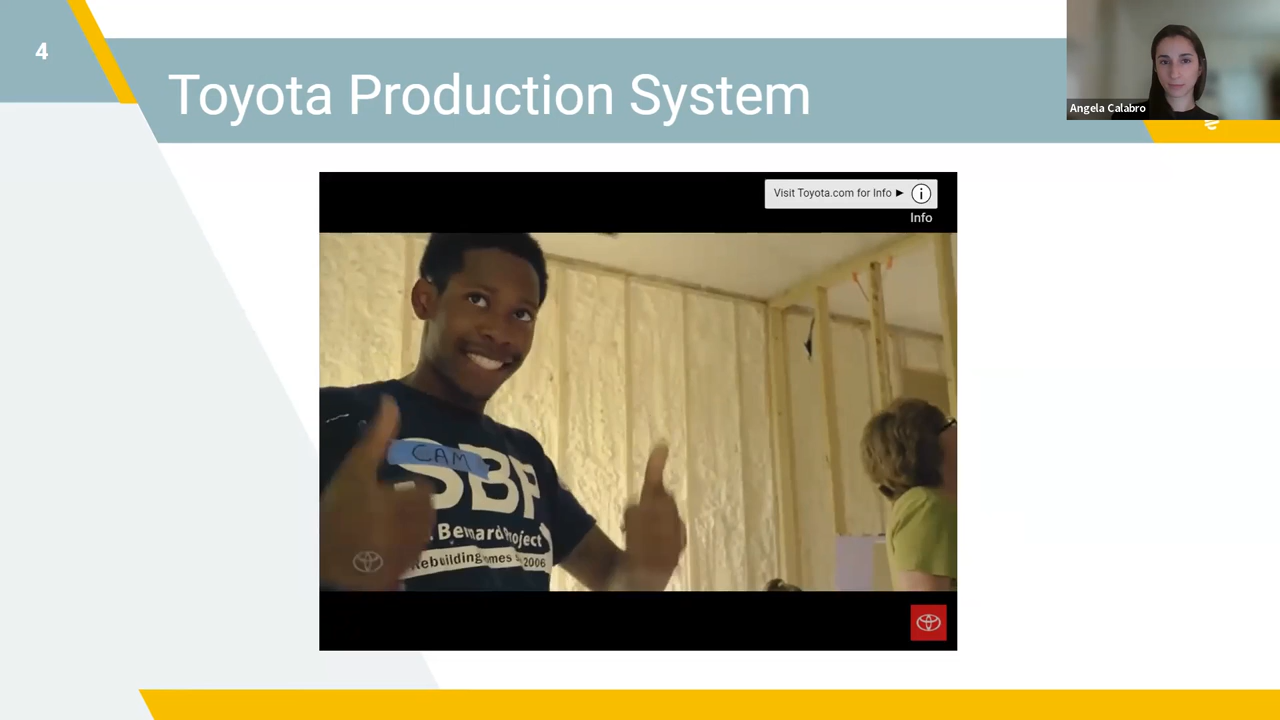 4
Toyota Production System
Angela Calabro
Visit Toyota.com for Info ►
Info
CAM
SBP
. Bernard Project
Rebuilding 2006